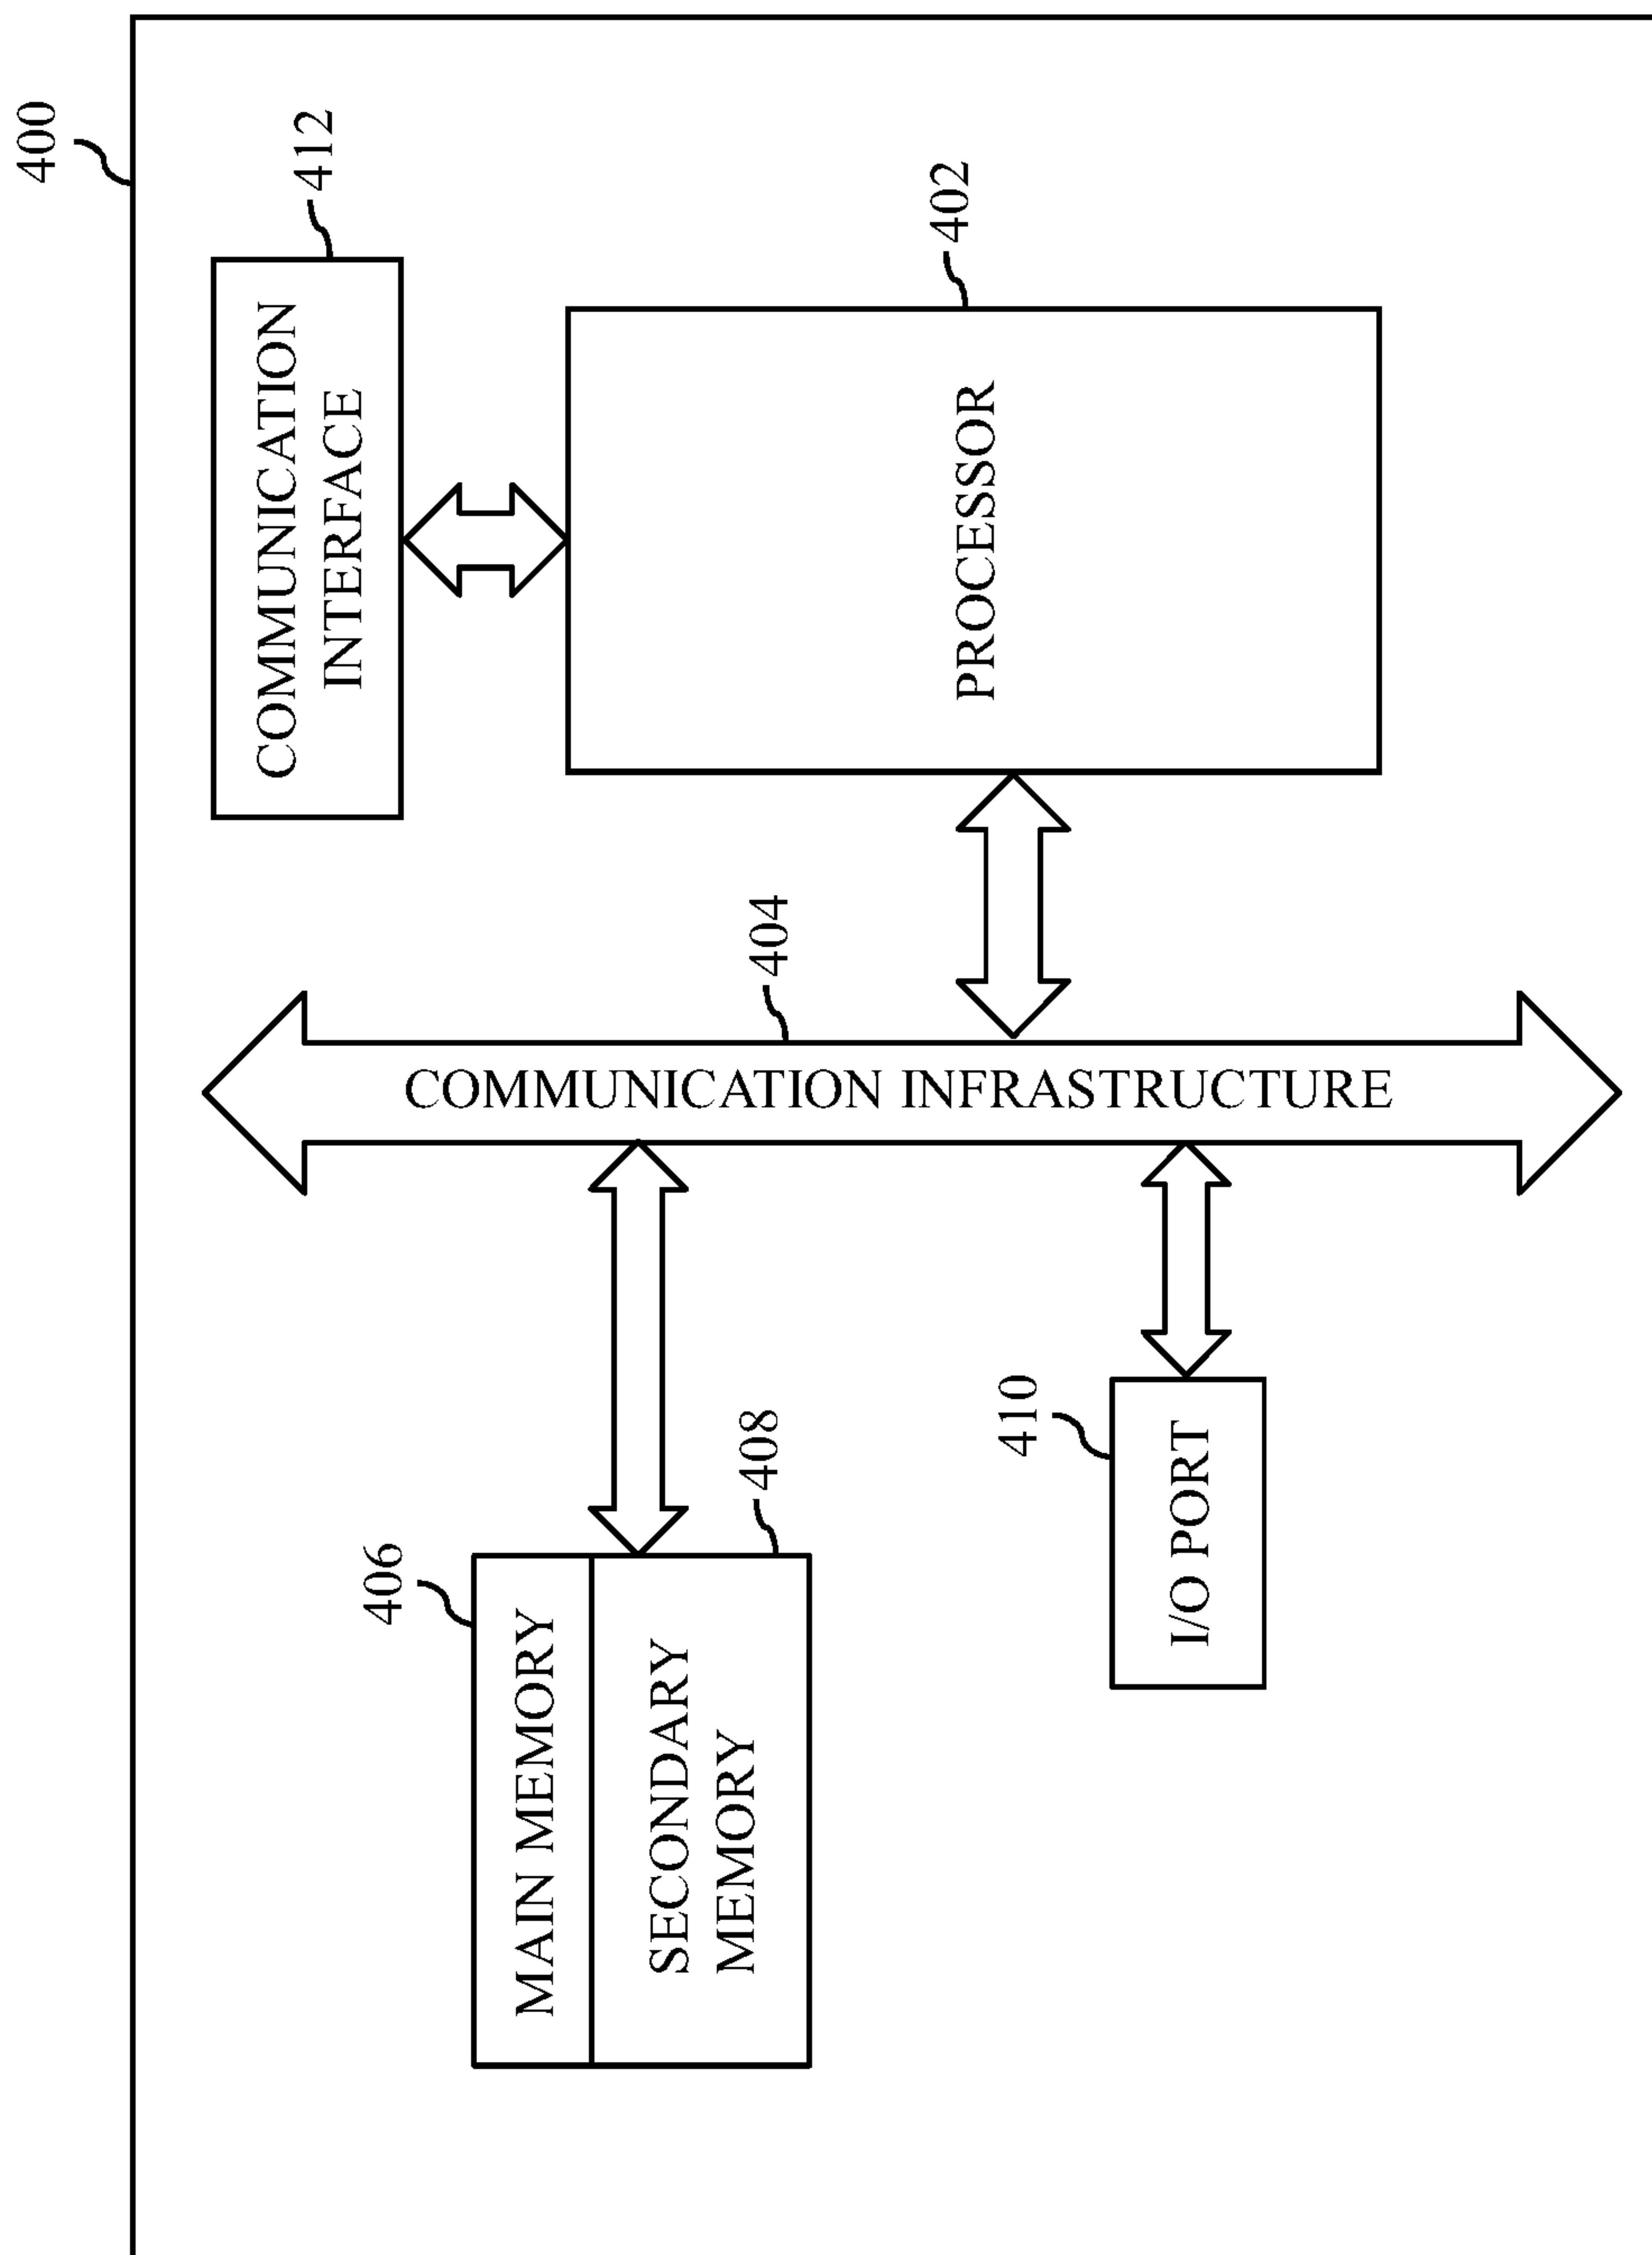 400
COMMUNICATION
INTERFACE
412
PROCESSOR
402
404
COMMUNICATION INFRASTRUCTURE
406
MAIN MEMORY
408
SECONDARY
MEMORY
410
I/O PORT